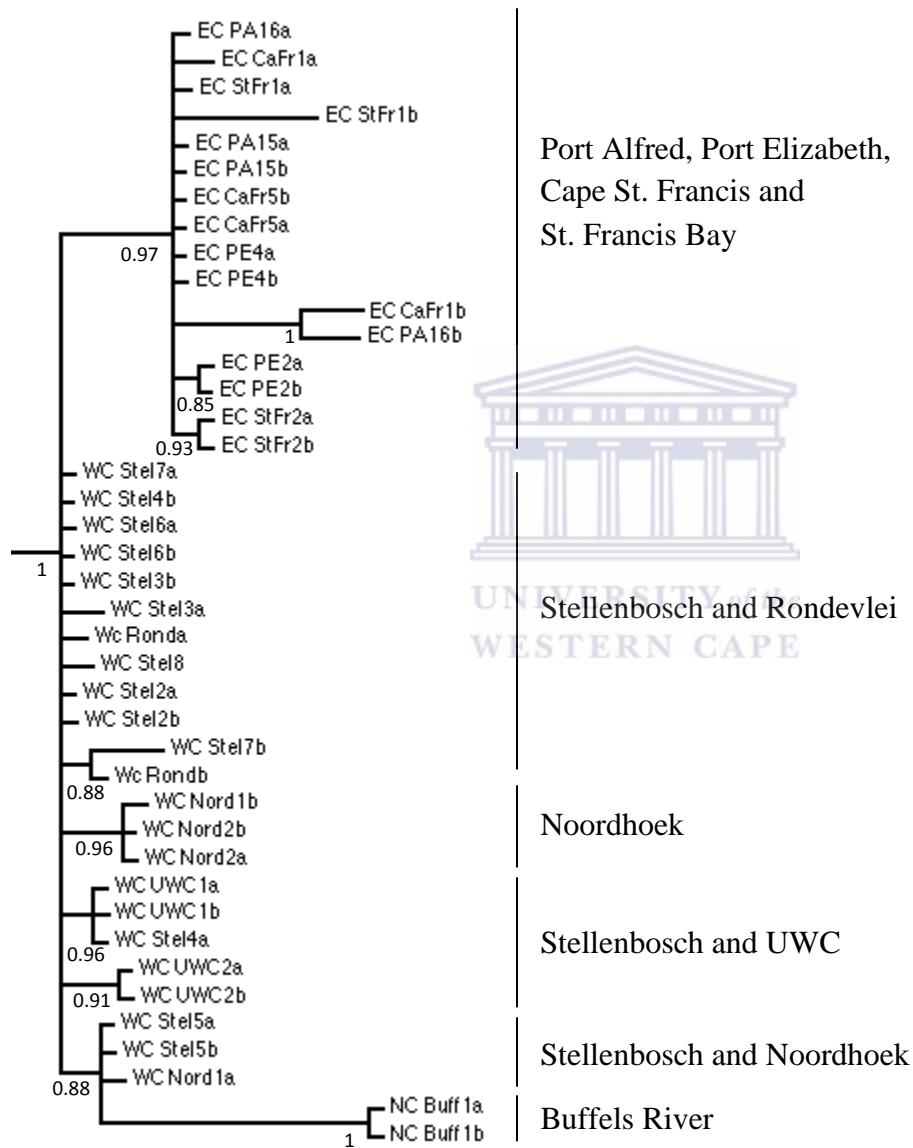 EC PA16a
EC CaFr1a
EC StFr1a
EC StFr1b
EC PA15a
EC PA15b
EC CaFr5b
EC CaFr5a
EC PE4a
EC PE4b
0.97
EC CaFr1b
EC PA16b
1
EC PE2a
EC PE2b
0.85
EC StFr2a
EC StFr2b
0.93
Port Alfred, Port Elizabeth,
Cape St. Francis and
St. Francis Bay
WC Stel7a
WC Stel4b
WC Stel6a
WC Stel6b
1
WC Stel3b
WC Stel3a
Wc Ronda
WC Stel8
WC Stel2a
WC Stel2b
WC Stel7b
Wc Rondb
0.88
Stellenbosch and Rondevlei
UNIVERSITY of the
WESTERN CAPE
WC Nord1b
WC Nord2b
WC Nord2a
0.96
Noordhoek
WC UWC1a
WC UWC1b
WC Stel4a
0.96
WC UWC2a
WC UWC2b
0.91
Stellenbosch and UWC
WC Stel5a
WC Stel5b
WC Nord1a
0.88
Stellenbosch and Noordhoek
NC Buff1a
NC Buff1b
1
Buffels River